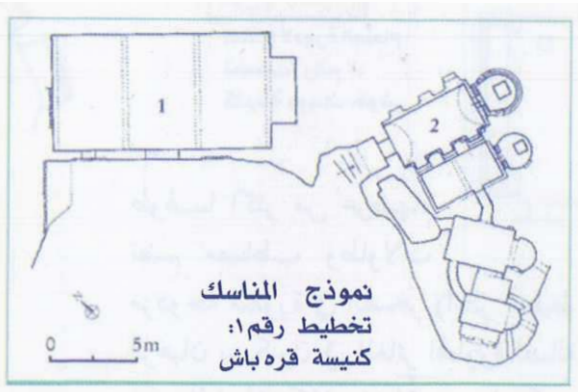 1
2
نموذج المناسك
تخطيط رقم ١:
كنيسة قره باش
0 5m